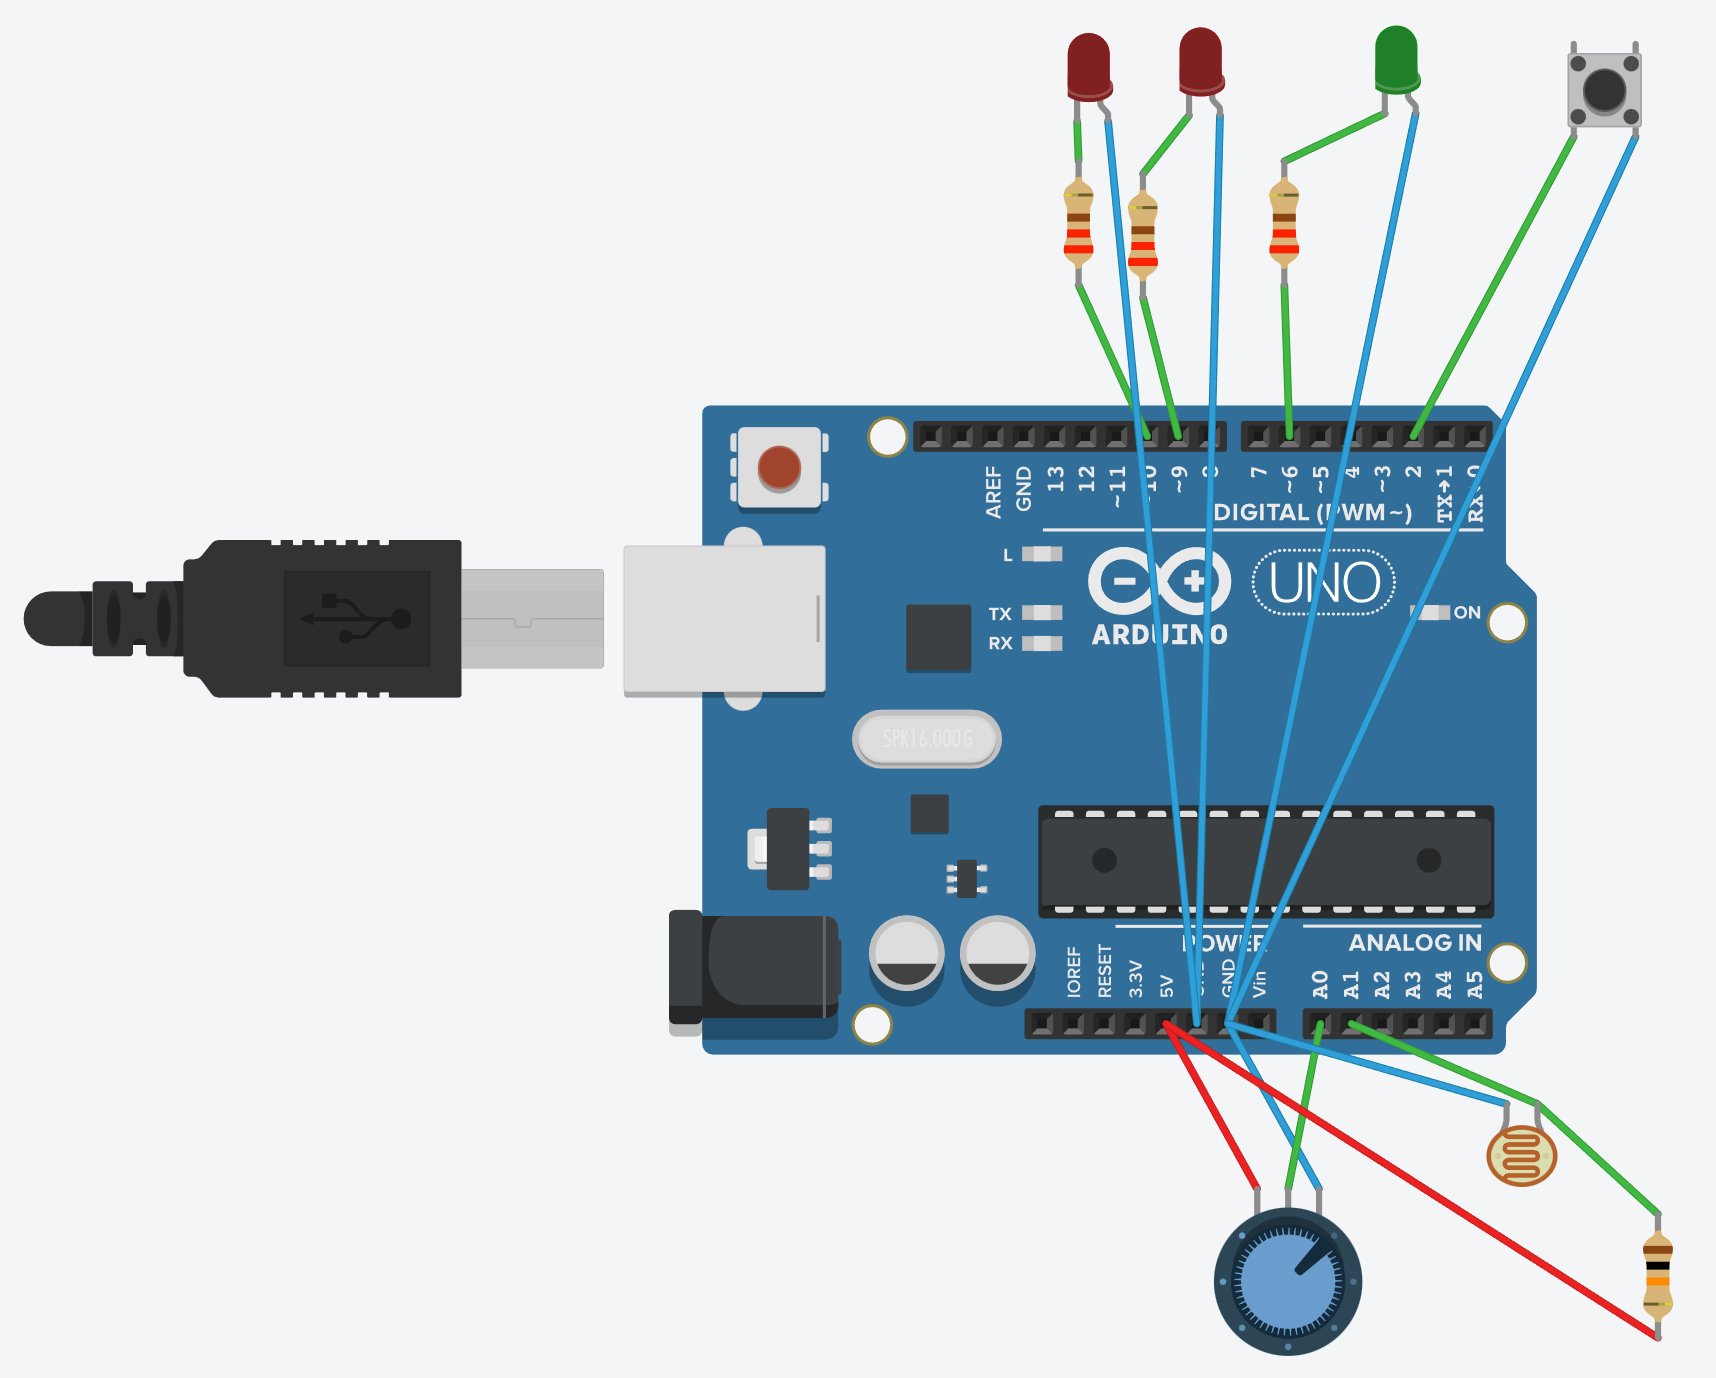 AREF
GND
13
12
~11
~10
~9
8
7
~6
~5
4
~3
2
TX→1
RX←0
DIGITAL (PWM~)
L
TX
RX
ARDUINO
UNO
ON
SPK16.000G
POWER
ANALOG IN
IOREF
RESET
3.3V
5V
GND
GND
Vin
A0
A1
A2
A3
A4
A5